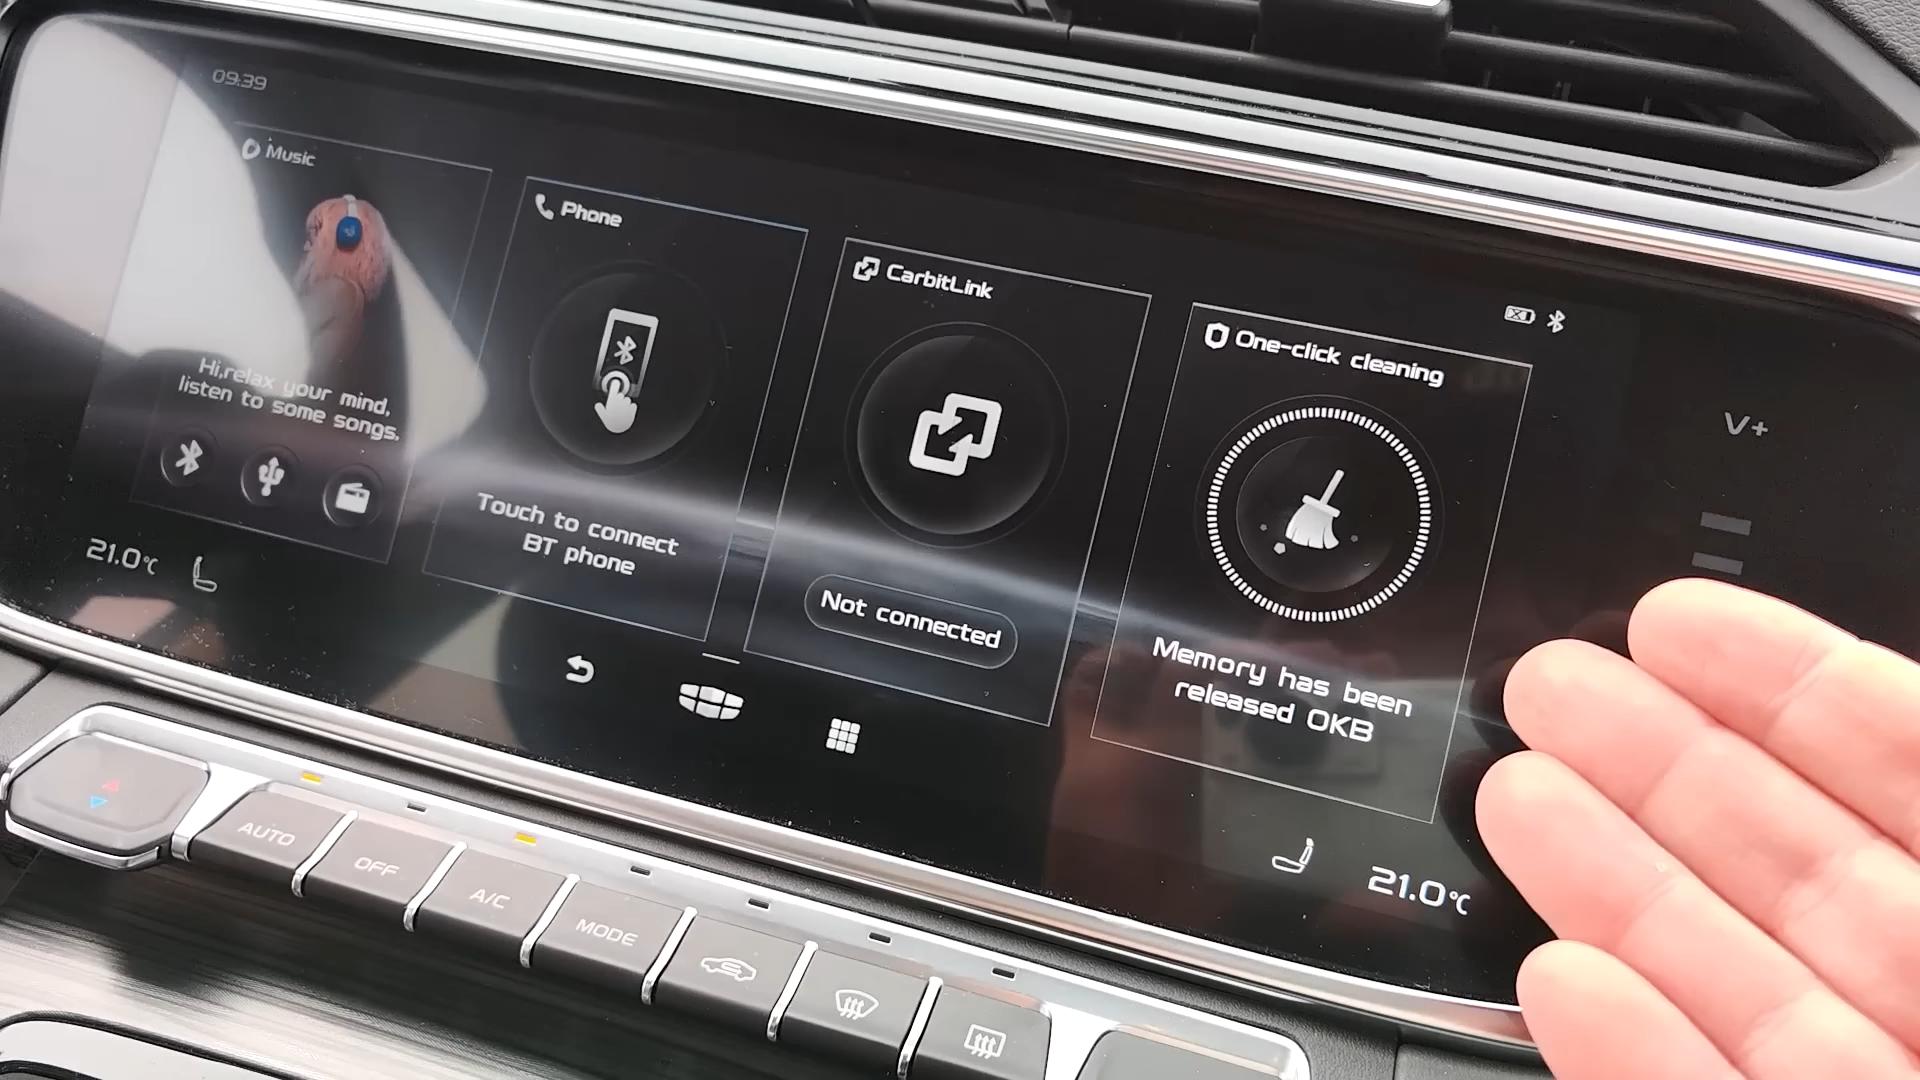 09:39
Music
Hi,relax your mind,
listen to some songs.
Phone
Touch to connect
BT phone
CarbitLink
Not connected
One-click cleaning
Memory has been
released 0KB
V+
21.0℃
21.0℃
AUTO
OFF
A/C
MODE